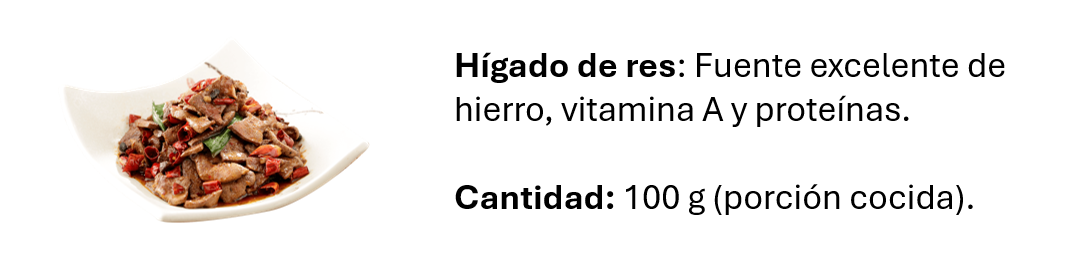 Hígado de res: Fuente excelente de
hierro, vitamina A y proteínas.
Cantidad: 100 g (porción cocida).